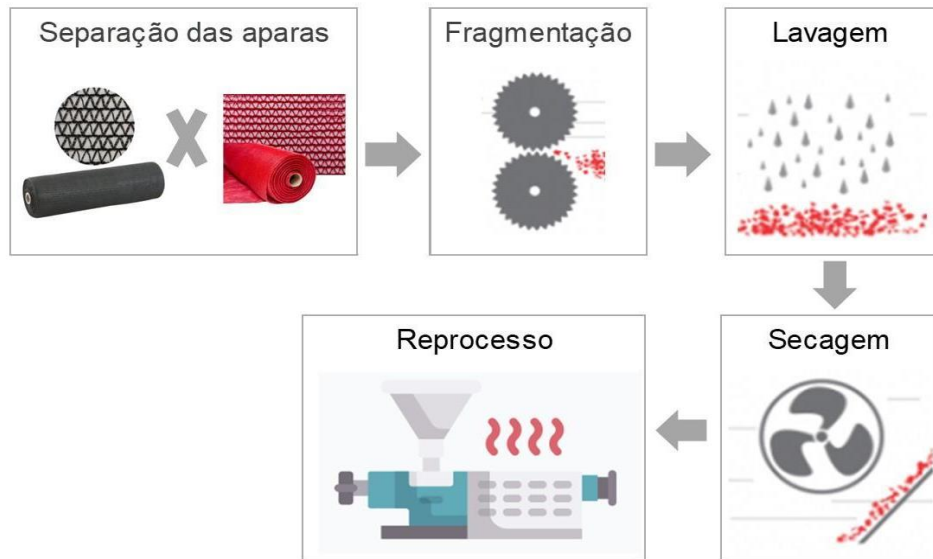 Separação das aparas
Fragmentação
Lavagem
Reprocesso
Secagem